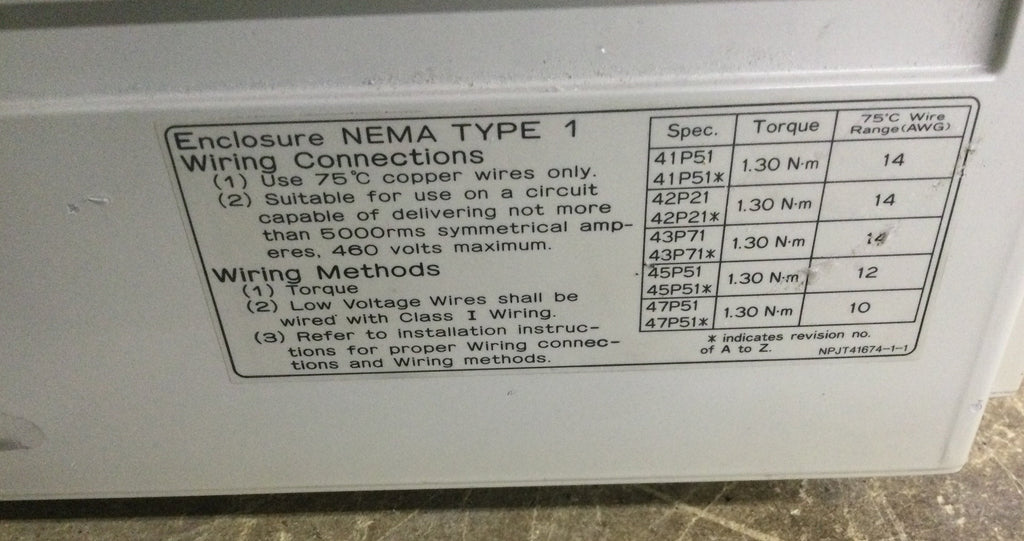 Enclosure NEMA TYPE 1
Wiring Connections
(1) Use 75°C copper wires only.
(2) Suitable for use on a circuit
capable of delivering not more
than 5000rms symmetrical amp-
eres, 460 volts maximum.
Wiring Methods
(1) Torque
(2) Low Voltage Wires shall be
wired with Class I Wiring.
(3) Refer to installation instruc-
tions for proper Wiring connec-
tions and Wiring methods.
Spec. Torque 75°C Wire
Range(AWG)
41P51
41P51* 1.30 N·m 14
42P21
42P21* 1.30 N·m 14
43P71
43P71* 1.30 N·m 14
45P51
45P51* 1.30 N·m 12
47P51
47P51* 1.30 N·m 10
* indicates revision no.
of A to Z. NPJT41674-1-1